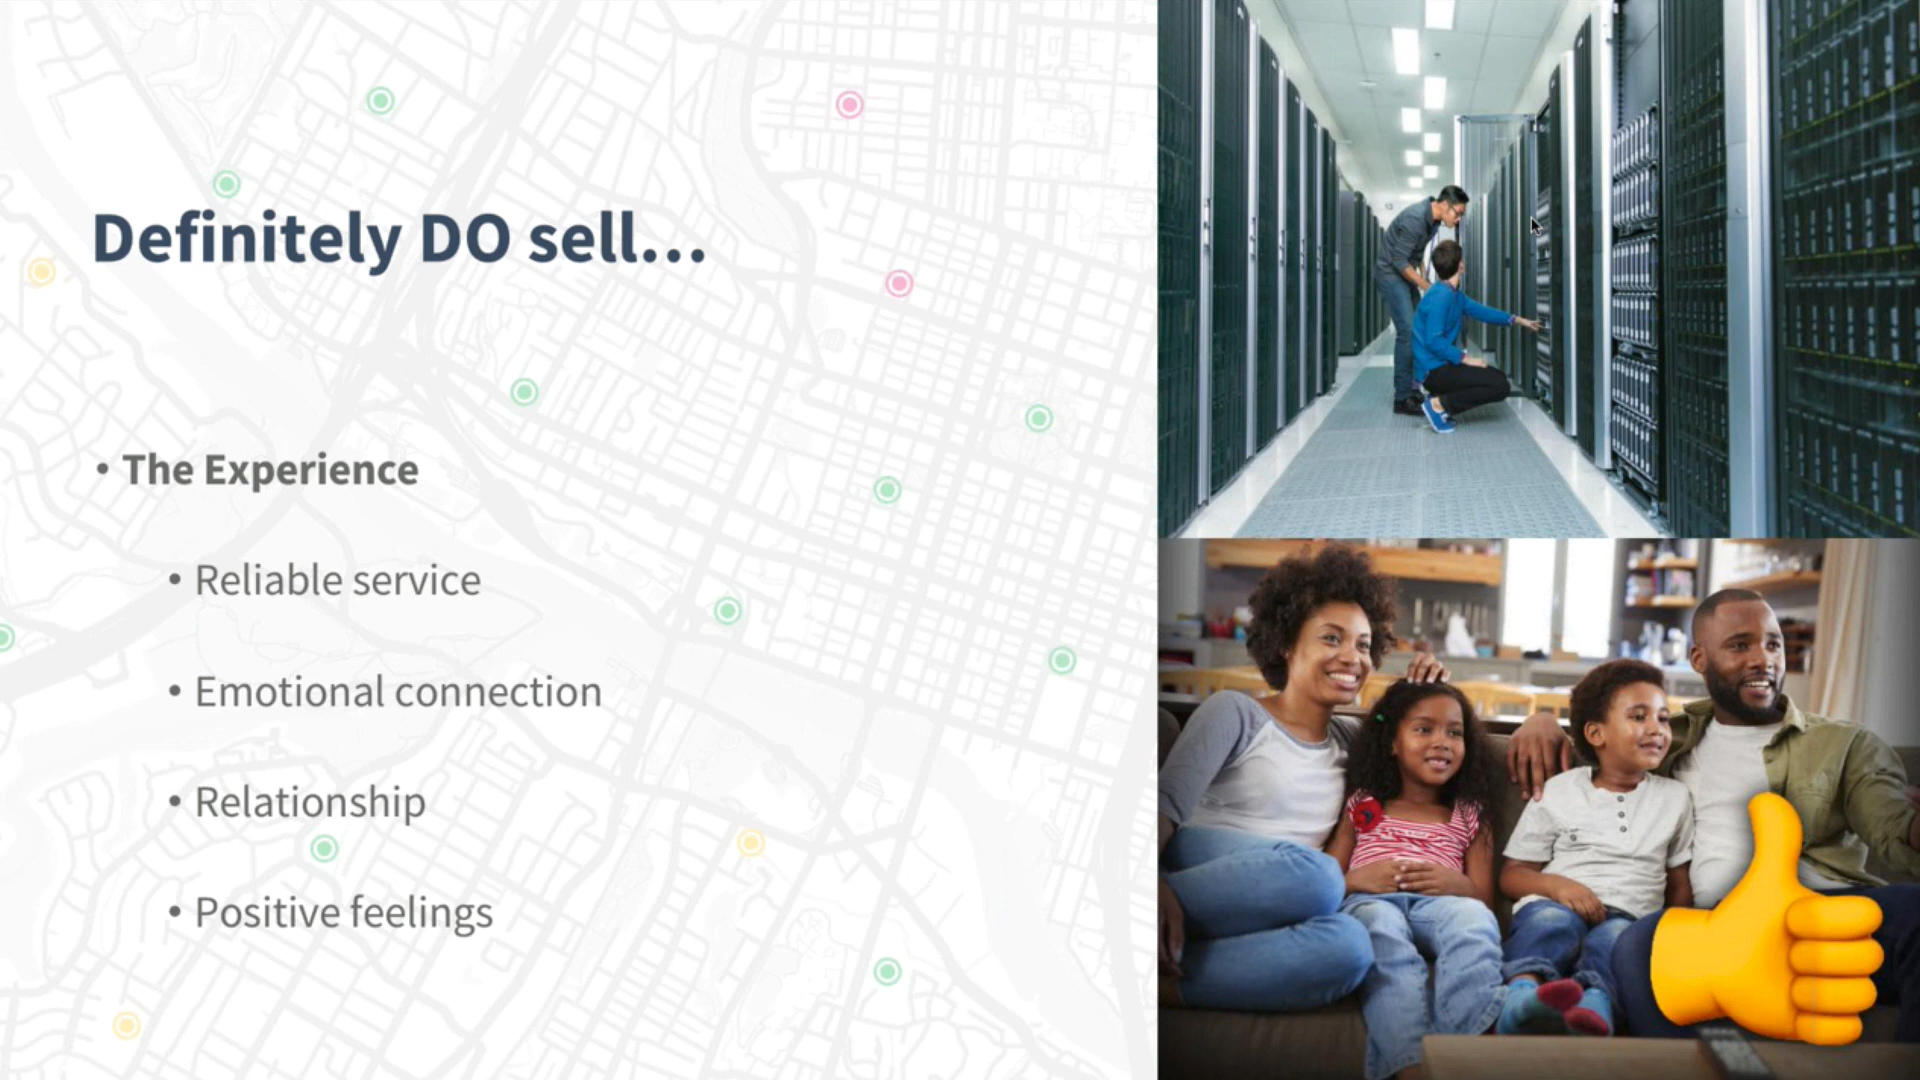 Definitely DO sell...
• The Experience
• Reliable service
• Emotional connection
• Relationship
• Positive feelings